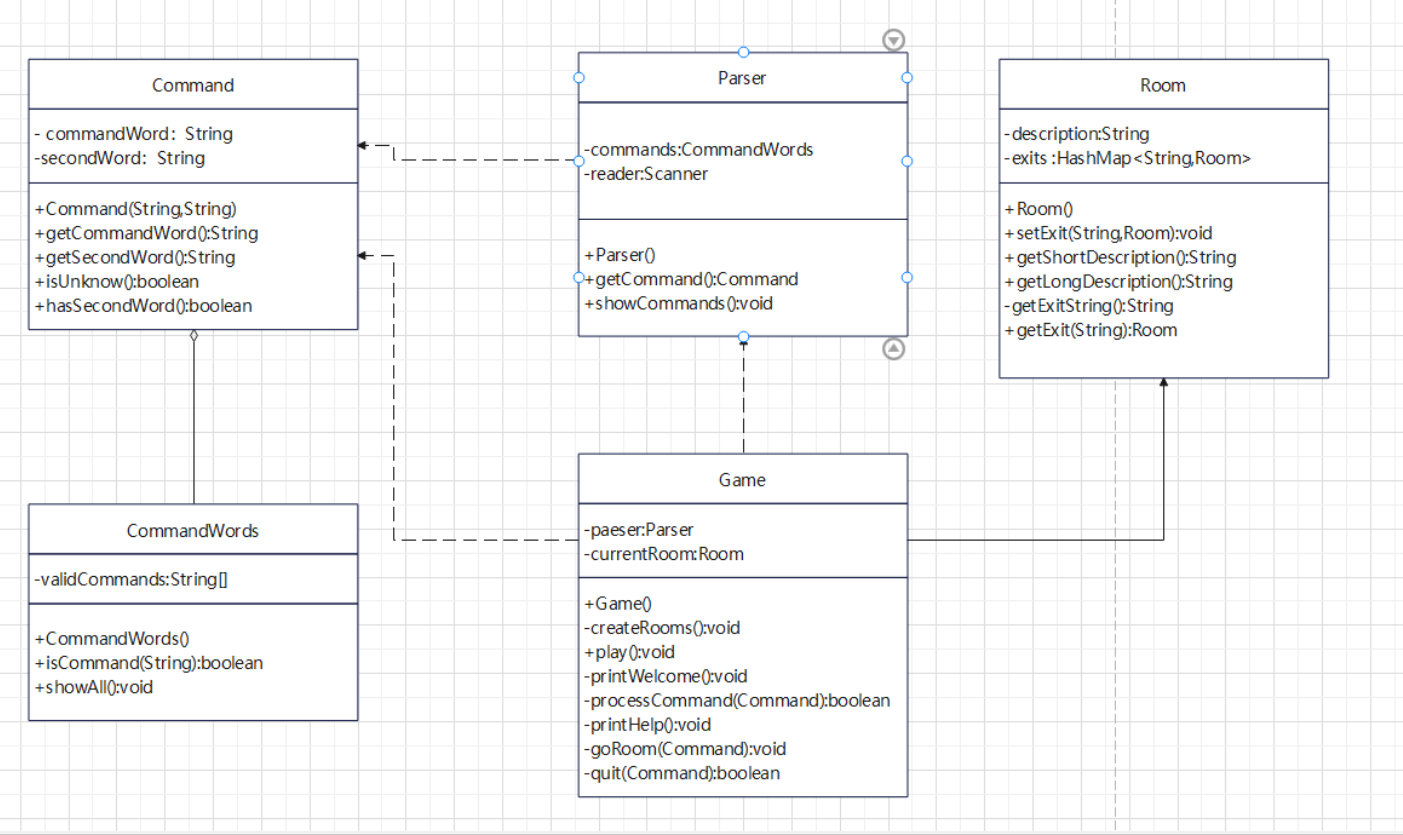 Command
- commandWord: String
-secondWord: String
+Command(String,String)
+getCommandWord():String
+getSecondWord():String
+isUnknow():boolean
+hasSecondWord():boolean
Parser
-commands:CommandWords
-reader:Scanner
+Parser()
+getCommand():Command
+showCommands():void
Room
-description:String
-exits :HashMap<String,Room>
+Room()
+setExit(String,Room):void
+getShortDescription():String
+getLongDescription():String
-getExitString():String
+getExit(String):Room
CommandWords
-validCommands:String[]
+CommandWords()
+isCommand(String):boolean
+showAll():void
Game
-paeser:Parser
-currentRoom:Room
+Game()
-createRooms():void
+play():void
-printWelcome():void
-processCommand(Command):boolean
-printHelp():void
-goRoom(Command):void
-quit(Command):boolean